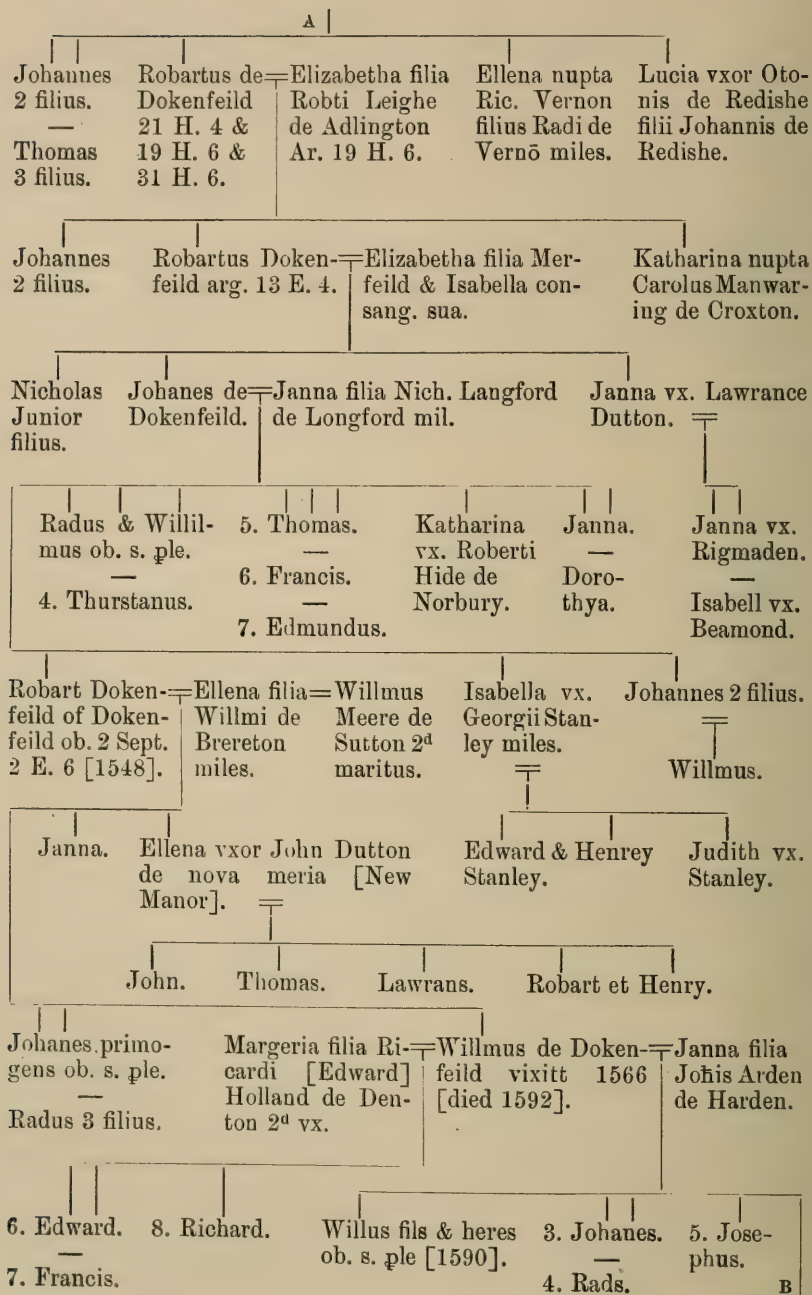 A
Johannes
2 filius.
—
Thomas
3 filius.
Robartus de
Dokenfeild
21 H. 4 &
19 H. 6 &
31 H. 6.
Elizabetha filia
Robti Leighe
de Adlington
Ar. 19 H. 6.
Ellena nupta
Ric. Vernon
filius Radi de
Vernō miles.
Lucia vxor Oto-
nis de Redishe
filii Johannis de
Redishe.
Johannes
2 filius.
Robartus Doken-
feild arg. 13 E. 4.
Elizabetha filia Mer-
feild & Isabella con-
sang. sua.
Katharina nupta
Carolus Manwar-
ing de Croxton.
Nicholas
Junior
filius.
Johanes de
Dokenfeild.
Janna filia Nich. Langford
de Longford mil.
Janna vx. Lawrance
Dutton.
Radus & Willil-
mus ob. s. ꝑle.
—
4. Thurstanus.
5. Thomas.
—
6. Francis.
—
7. Edmundus.
Katharina
vx. Roberti
Hide de
Norbury.
Janna.
—
Doro-
thya.
Janna vx.
Rigmaden.
—
Isabell vx.
Beamond.
Robart Doken-
feild of Doken-
feild ob. 2 Sept.
2 E. 6 [1548].
Ellena filia
Willmi de
Brereton
miles.
Willmus
Meere de
Sutton 2ᵈ
maritus.
Isabella vx.
Georgii Stan-
ley miles.
Johannes 2 filius.
Willmus.
Janna.
Ellena vxor John Dutton
de nova meria [New
Manor].
Edward & Henrey
Stanley.
Judith vx.
Stanley.
John.
Thomas.
Lawrans.
Robart et Henry.
Johanes primo-
gens ob. s. ꝑle.
—
Radus 3 filius.
Margeria filia Ri-
cardi [Edward]
Holland de Den-
ton 2ᵈ vx.
Willmus de Doken-
feild vixitt 1566
[died 1592].
Janna filia
Joħis Arden
de Harden.
6. Edward.
—
7. Francis.
8. Richard.
Willus fils & heres
ob. s. ꝑle [1590].
3. Johanes.
—
4. Rads.
5. Jose-
phus.
B